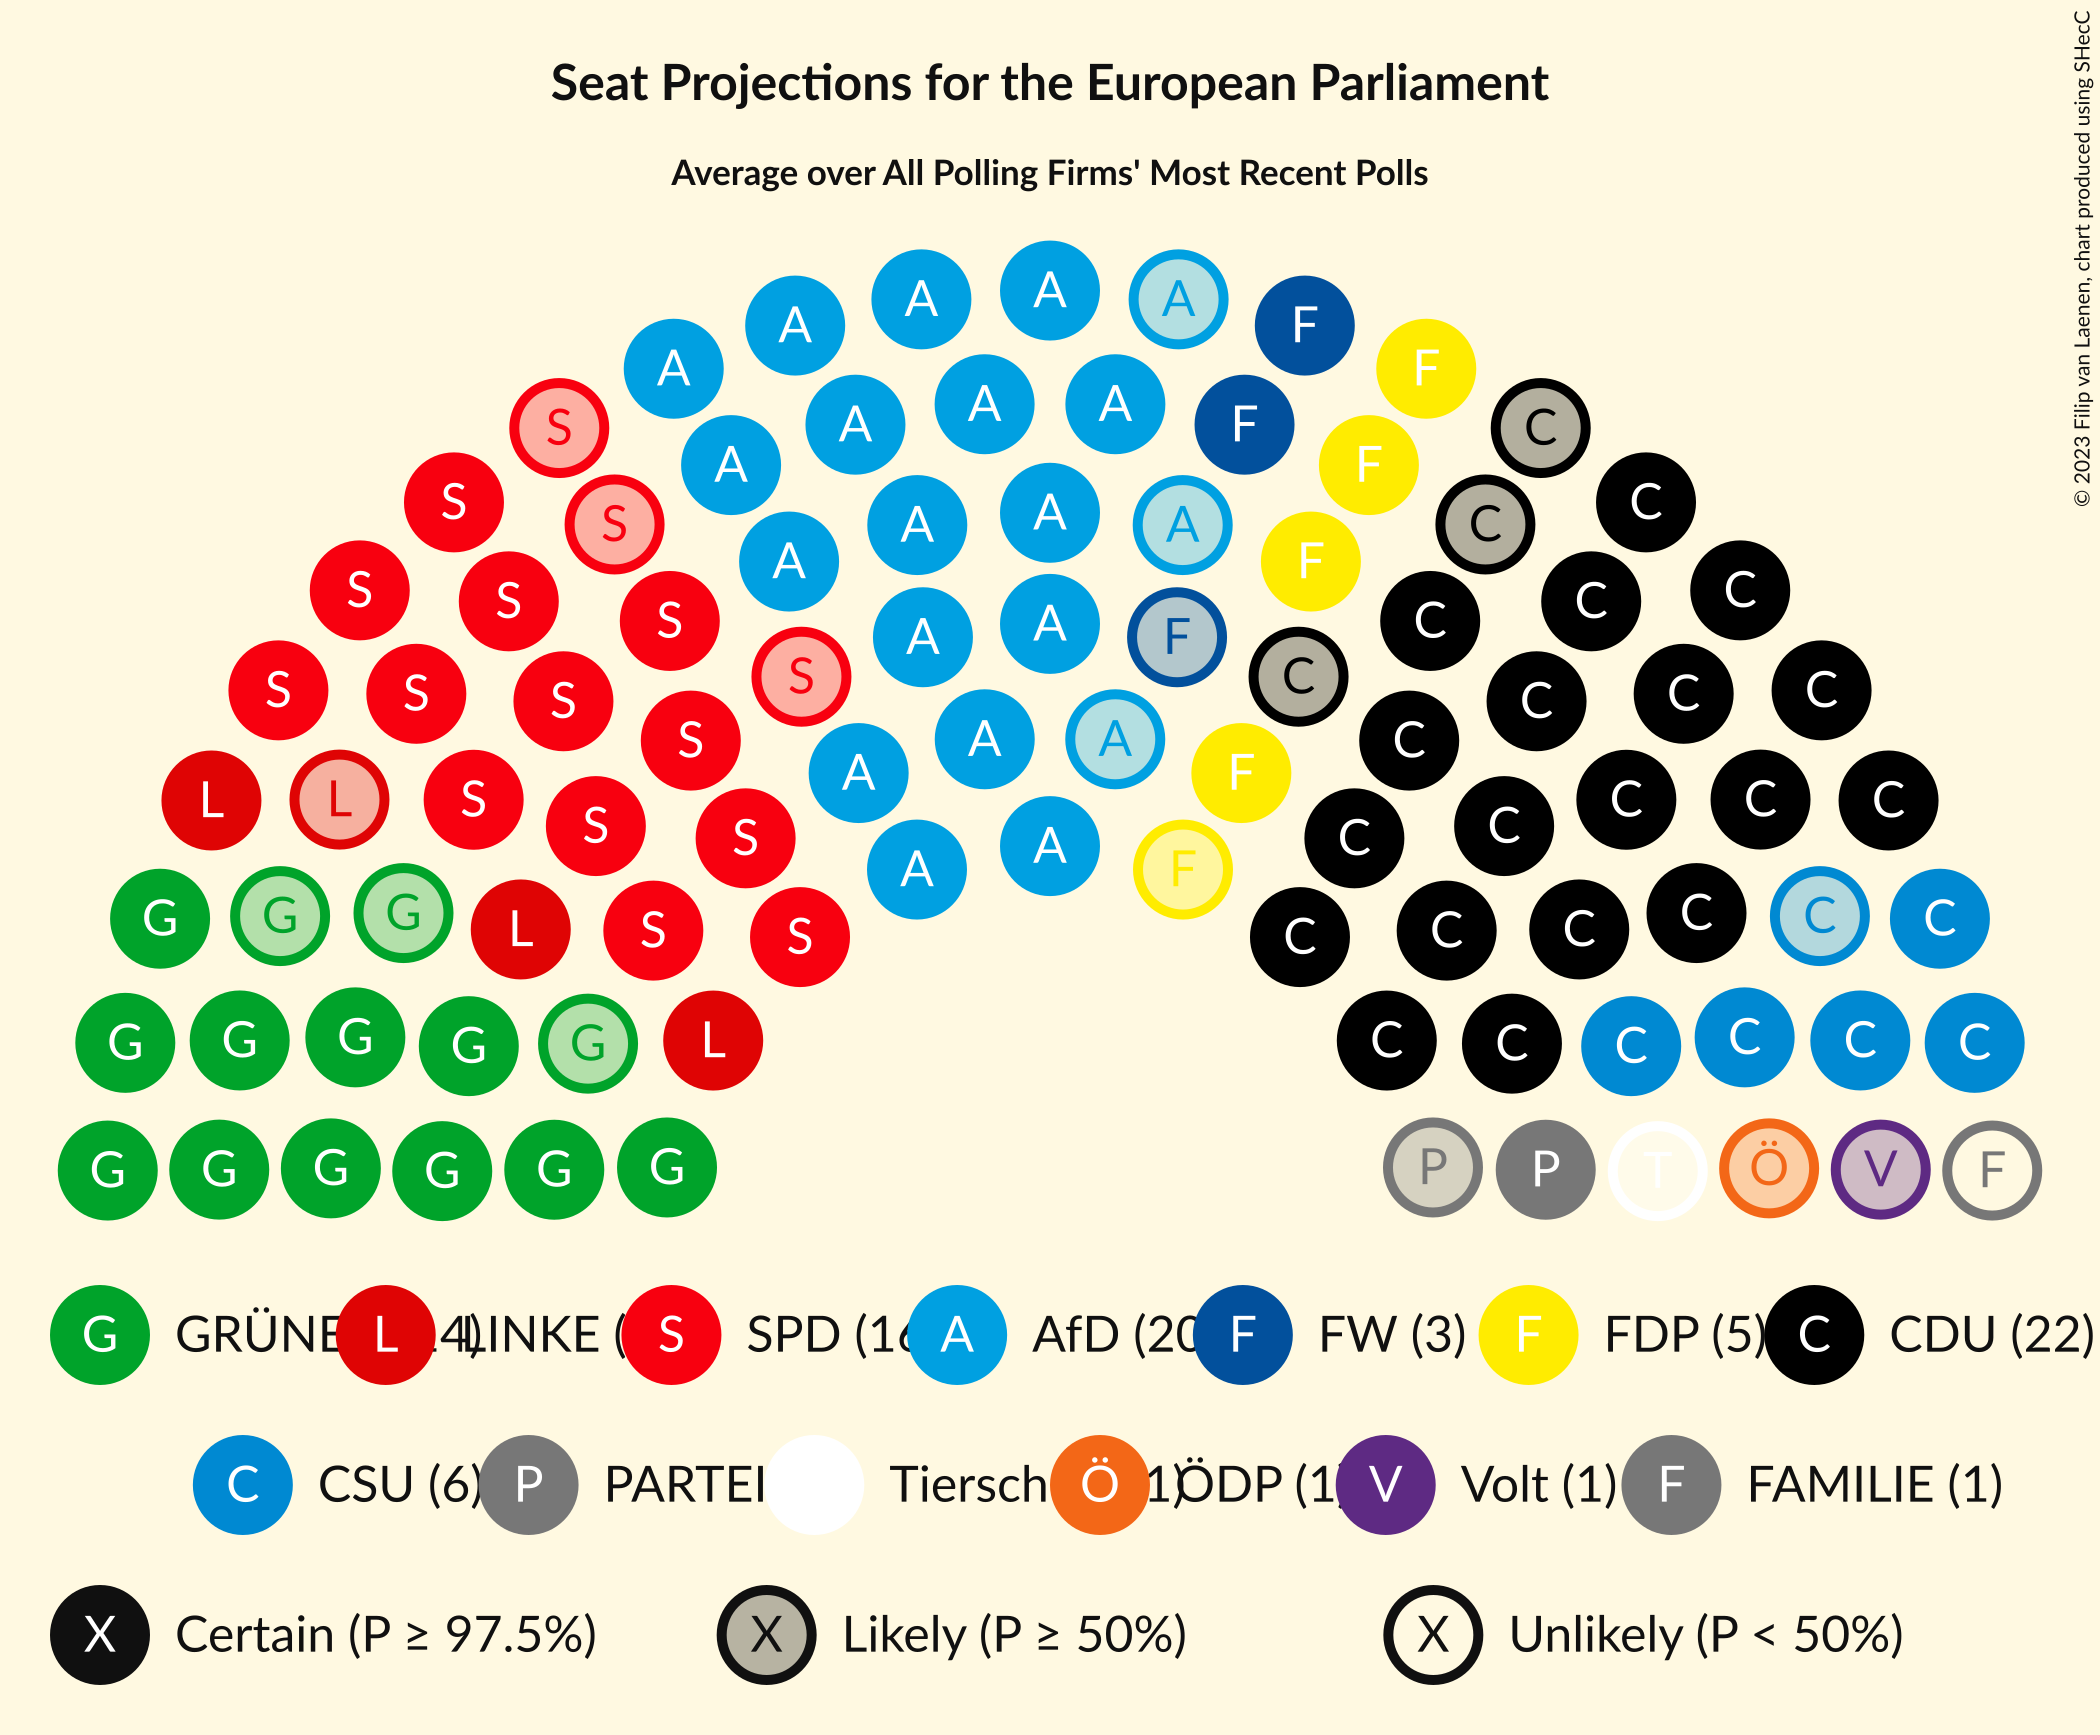 Seat Projections for the European Parliament
Average over All Polling Firms' Most Recent Polls
© 2023 Filip van Laenen, chart produced using SHecC
A A A A F
S A A A A F F C
S S A A A A F C C
S S S A A A F F C C C
S S S S S A A C C C C C
L L S S S A A F C C C C C
G G G L S S A F C C C C C C
G G G G G L C C C C C C
G G G G G G P P T Ö V F
G GRÜNE 4) L LINKE ( S SPD (16 A AfD (20 F FW (3) F FDP (5) C CDU (22)
C CSU (6) P PARTEI Tiersch 1) Ö ÖDP (1) V Volt (1) F FAMILIE (1)
X Certain (P ≥ 97.5%) X Likely (P ≥ 50%) X Unlikely (P < 50%)